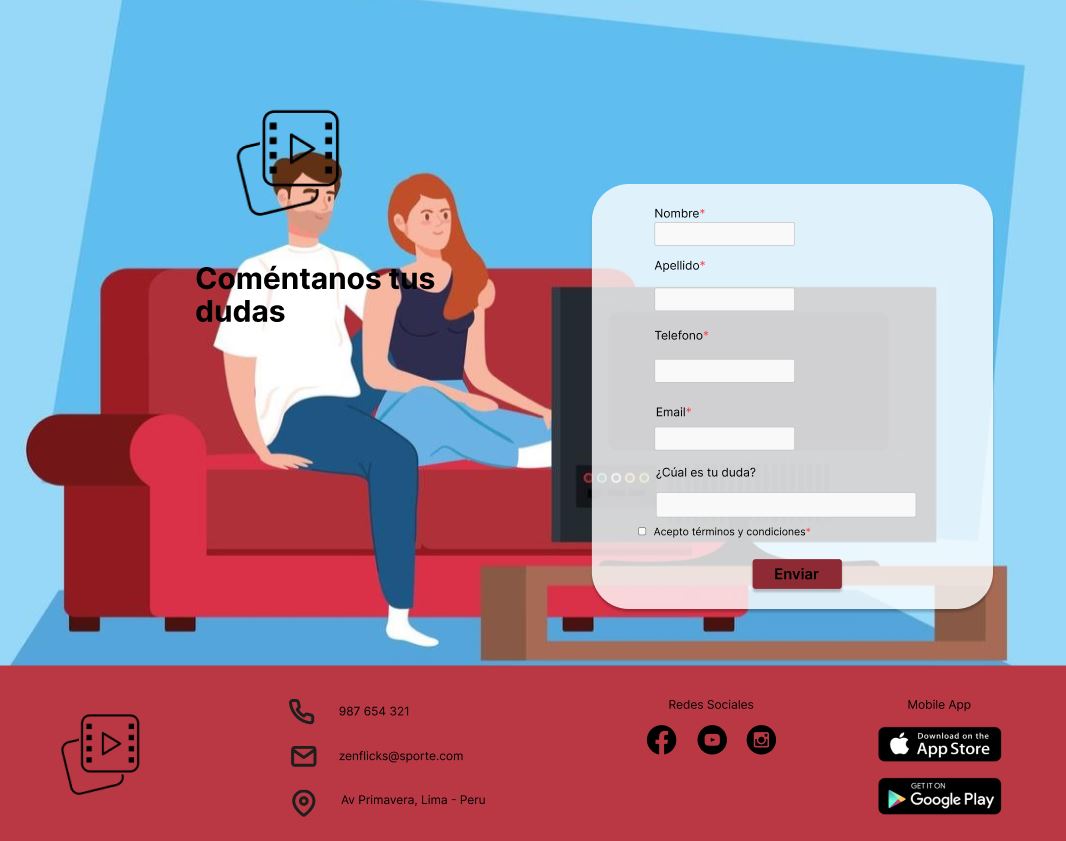 Coméntanos tus
dudas
Nombre*
Apellido*
Telefono*
Email*
¿Cúal es tu duda?
Acepto términos y condiciones*
Enviar
987 654 321
zenflicks@sporte.com
Av Primavera, Lima - Peru
Redes Sociales
Mobile App
Download on the
App Store
GET IT ON
Google Play